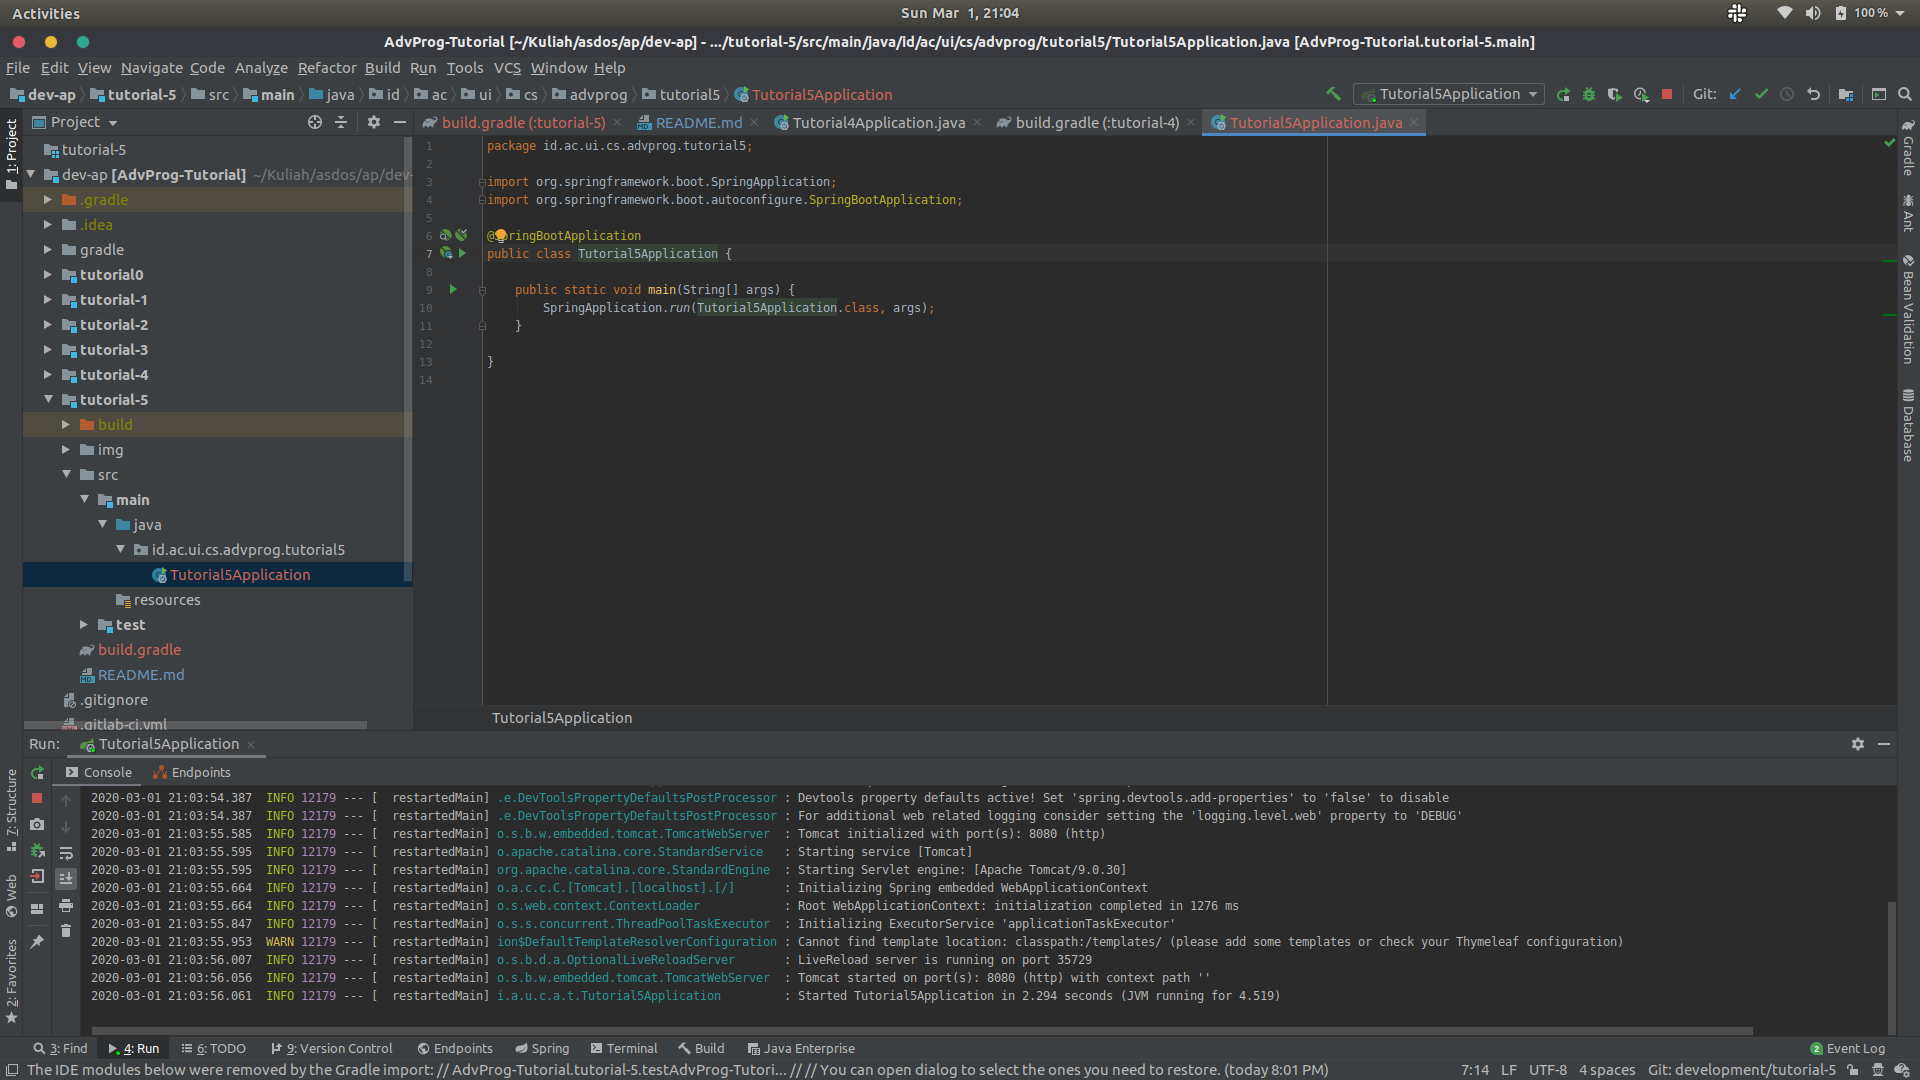 Activities
Sun Mar  1, 21:04
100 %
AdvProg-Tutorial [~/Kuliah/asdos/ap/dev-ap] - .../tutorial-5/src/main/java/id/ac/ui/cs/advprog/tutorial5/Tutorial5Application.java [AdvProg-Tutorial.tutorial-5.main]
File Edit View Navigate Code Analyze Refactor Build Run Tools VCS Window Help
dev-ap tutorial-5 src main java id ac ui cs advprog tutorial5 Tutorial5Application
Tutorial5Application
Git:
1: Project
Project
build.gradle (:tutorial-5)
README.md
Tutorial4Application.java
build.gradle (:tutorial-4)
Tutorial5Application.java
tutorial-5
dev-ap [AdvProg-Tutorial] ~/Kuliah/asdos/ap/dev-
.gradle
.idea
gradle
tutorial0
tutorial-1
tutorial-2
tutorial-3
tutorial-4
tutorial-5
build
img
src
main
java
id.ac.ui.cs.advprog.tutorial5
Tutorial5Application
resources
test
build.gradle
README.md
.gitignore
.gitlab-ci.yml
1 package id.ac.ui.cs.advprog.tutorial5;
2
3 import org.springframework.boot.SpringApplication;
4 import org.springframework.boot.autoconfigure.SpringBootApplication;
5
6 @SpringBootApplication
7 public class Tutorial5Application {
8
9 public static void main(String[] args) {
10 SpringApplication.run(Tutorial5Application.class, args);
11 }
12
13 }
14
Tutorial5Application
Gradle
Ant
Bean Validation
Database
Run: Tutorial5Application
Console Endpoints
2020-03-01 21:03:54.387  INFO 12179 --- [  restartedMain] .e.DevToolsPropertyDefaultsPostProcessor : Devtools property defaults active! Set 'spring.devtools.add-properties' to 'false' to disable
2020-03-01 21:03:54.387  INFO 12179 --- [  restartedMain] .e.DevToolsPropertyDefaultsPostProcessor : For additional web related logging consider setting the 'logging.level.web' property to 'DEBUG'
2020-03-01 21:03:55.585  INFO 12179 --- [  restartedMain] o.s.b.w.embedded.tomcat.TomcatWebServer  : Tomcat initialized with port(s): 8080 (http)
2020-03-01 21:03:55.595  INFO 12179 --- [  restartedMain] o.apache.catalina.core.StandardService   : Starting service [Tomcat]
2020-03-01 21:03:55.595  INFO 12179 --- [  restartedMain] org.apache.catalina.core.StandardEngine  : Starting Servlet engine: [Apache Tomcat/9.0.30]
2020-03-01 21:03:55.664  INFO 12179 --- [  restartedMain] o.a.c.c.C.[Tomcat].[localhost].[/]       : Initializing Spring embedded WebApplicationContext
2020-03-01 21:03:55.664  INFO 12179 --- [  restartedMain] o.s.web.context.ContextLoader            : Root WebApplicationContext: initialization completed in 1276 ms
2020-03-01 21:03:55.847  INFO 12179 --- [  restartedMain] o.s.s.concurrent.ThreadPoolTaskExecutor  : Initializing ExecutorService 'applicationTaskExecutor'
2020-03-01 21:03:55.953  WARN 12179 --- [  restartedMain] ion$DefaultTemplateResolverConfiguration : Cannot find template location: classpath:/templates/ (please add some templates or check your Thymeleaf configuration)
2020-03-01 21:03:56.007  INFO 12179 --- [  restartedMain] o.s.b.d.a.OptionalLiveReloadServer       : LiveReload server is running on port 35729
2020-03-01 21:03:56.056  INFO 12179 --- [  restartedMain] o.s.b.w.embedded.tomcat.TomcatWebServer  : Tomcat started on port(s): 8080 (http) with context path ''
2020-03-01 21:03:56.061  INFO 12179 --- [  restartedMain] i.a.u.c.a.t.Tutorial5Application         : Started Tutorial5Application in 2.294 seconds (JVM running for 4.519)
Z: Structure
Web
2: Favorites
3: Find 4: Run 6: TODO 9: Version Control Endpoints Spring Terminal Build Java Enterprise
2 Event Log
The IDE modules below were removed by the Gradle import: // AdvProg-Tutorial.tutorial-5.testAdvProg-Tutori... // // You can open dialog to select the ones you need to restore. (today 8:01 PM)
7:14 LF UTF-8 4 spaces Git: development/tutorial-5